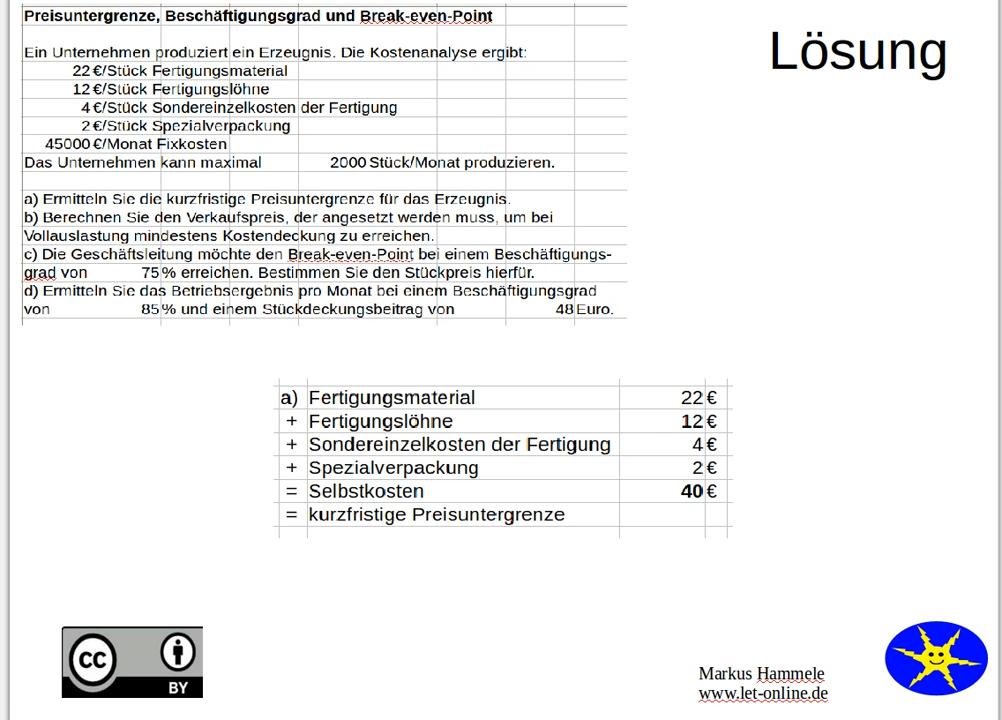 Preisuntergrenze, Beschäftigungsgrad und Break-even-Point
Lösung
Ein Unternehmen produziert ein Erzeugnis. Die Kostenanalyse ergibt:
22 €/Stück Fertigungsmaterial
12 €/Stück Fertigungslöhne
4 €/Stück Sondereinzelkosten der Fertigung
2 €/Stück Spezialverpackung
45000 €/Monat Fixkosten
Das Unternehmen kann maximal 2000 Stück/Monat produzieren.
a) Ermitteln Sie die kurzfristige Preisuntergrenze für das Erzeugnis.
b) Berechnen Sie den Verkaufspreis, der angesetzt werden muss, um bei
Vollauslastung mindestens Kostendeckung zu erreichen.
c) Die Geschäftsleitung möchte den Break-even-Point bei einem Beschäftigungs-
grad von 75 % erreichen. Bestimmen Sie den Stückpreis hierfür.
d) Ermitteln Sie das Betriebsergebnis pro Monat bei einem Beschäftigungsgrad
von 85 % und einem Stückdeckungsbeitrag von 48 Euro.
a) Fertigungsmaterial 22 €
+ Fertigungslöhne 12 €
+ Sondereinzelkosten der Fertigung 4 €
+ Spezialverpackung 2 €
= Selbstkosten 40 €
= kurzfristige Preisuntergrenze
CC
BY
Markus Hammele
www.let-online.de